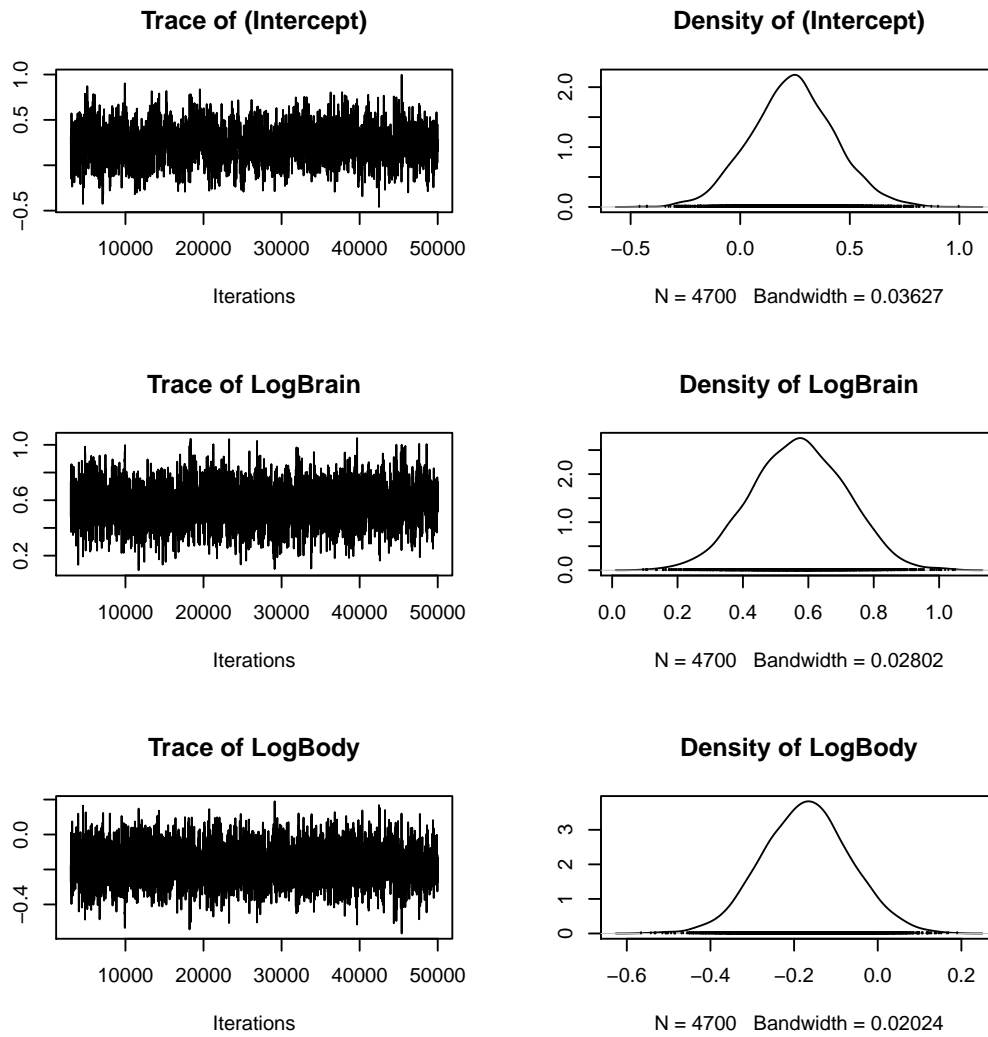 Trace of (Intercept)
1.0
0.5
−0.5
10000 20000 30000 40000 50000
Iterations
Density of (Intercept)
2.0
1.0
0.0
−0.5 0.0 0.5 1.0
N = 4700 Bandwidth = 0.03627
Trace of LogBrain
1.0
0.6
0.2
10000 20000 30000 40000 50000
Iterations
Density of LogBrain
2.0
1.0
0.0
0.0 0.2 0.4 0.6 0.8 1.0
N = 4700 Bandwidth = 0.02802
Trace of LogBody
0.0
−0.4
10000 20000 30000 40000 50000
Iterations
Density of LogBody
3
2
1
0
−0.6 −0.4 −0.2 0.0 0.2
N = 4700 Bandwidth = 0.02024